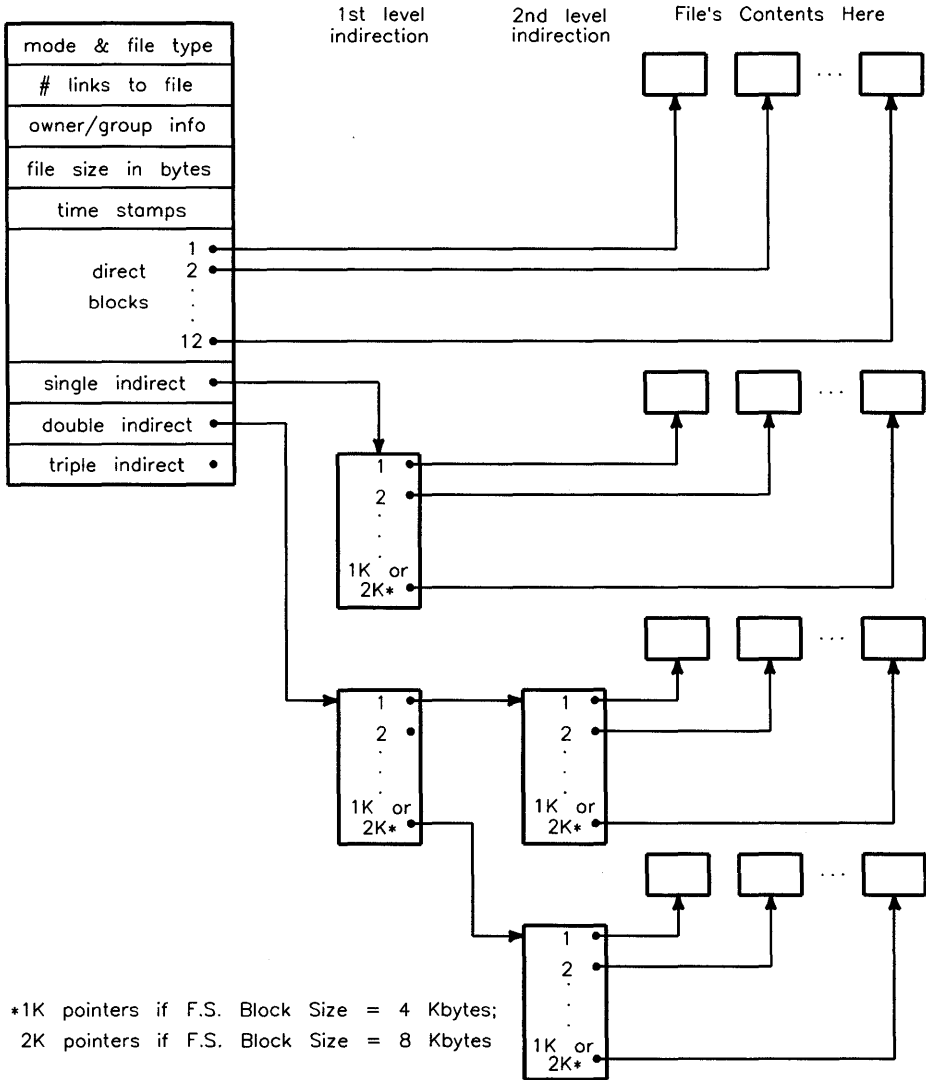 1st level
indirection
2nd level
indirection
File's Contents Here
mode & file type
# links to file
owner/group info
file size in bytes
time stamps
direct
blocks
1
2
.
.
12
single indirect
double indirect
triple indirect
...
1
2
.
.
.
1K or
2K*
...
1
2
.
.
.
1K or
2K*
1
2
.
.
.
1K or
2K*
...
1
2
.
.
.
1K or
2K*
...
*1K pointers if F.S. Block Size = 4 Kbytes;
2K pointers if F.S. Block Size = 8 Kbytes